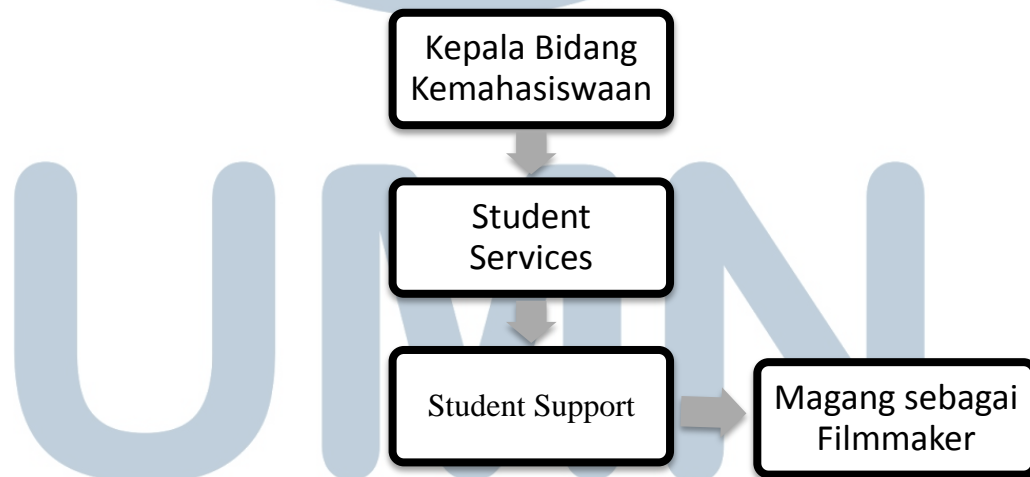 Kepala Bidang
Kemahasiswaan
Student
Services
Student Support
Magang sebagai
Filmmaker
UMN